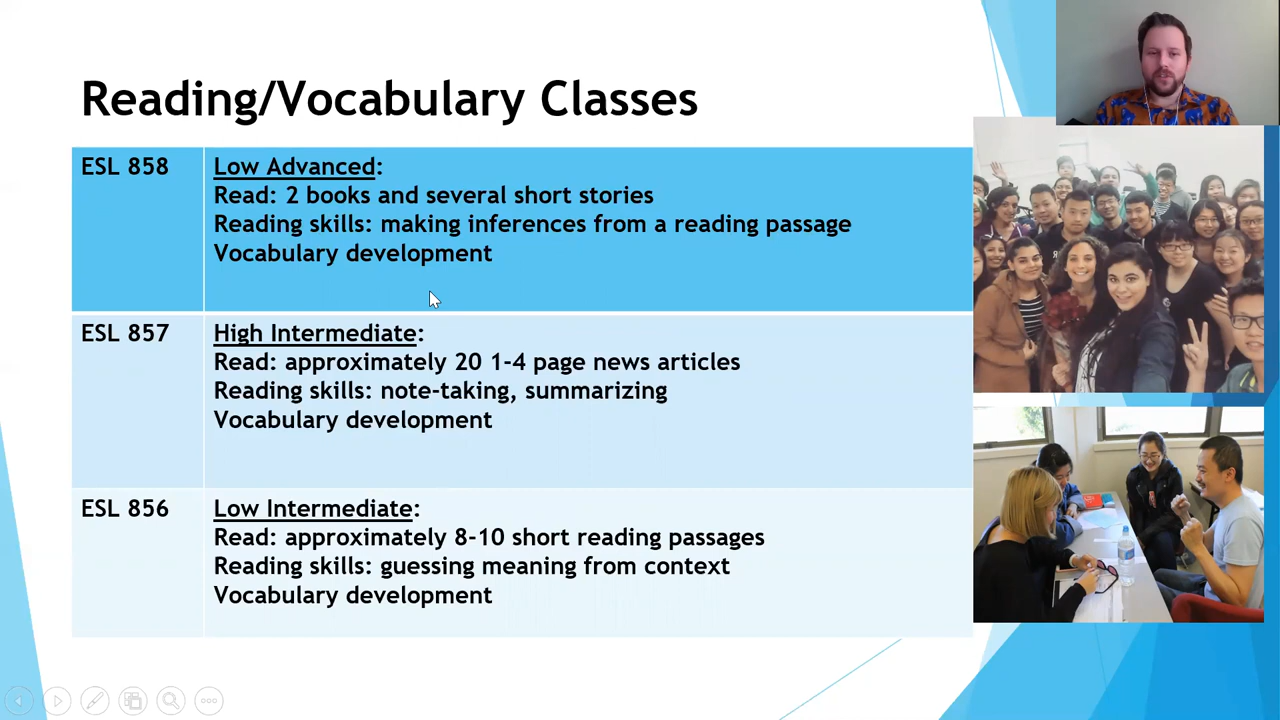 Reading/Vocabulary Classes
ESL 858
Low Advanced:
Read: 2 books and several short stories
Reading skills: making inferences from a reading passage
Vocabulary development
ESL 857
High Intermediate:
Read: approximately 20 1-4 page news articles
Reading skills: note-taking, summarizing
Vocabulary development
ESL 856
Low Intermediate:
Read: approximately 8-10 short reading passages
Reading skills: guessing meaning from context
Vocabulary development